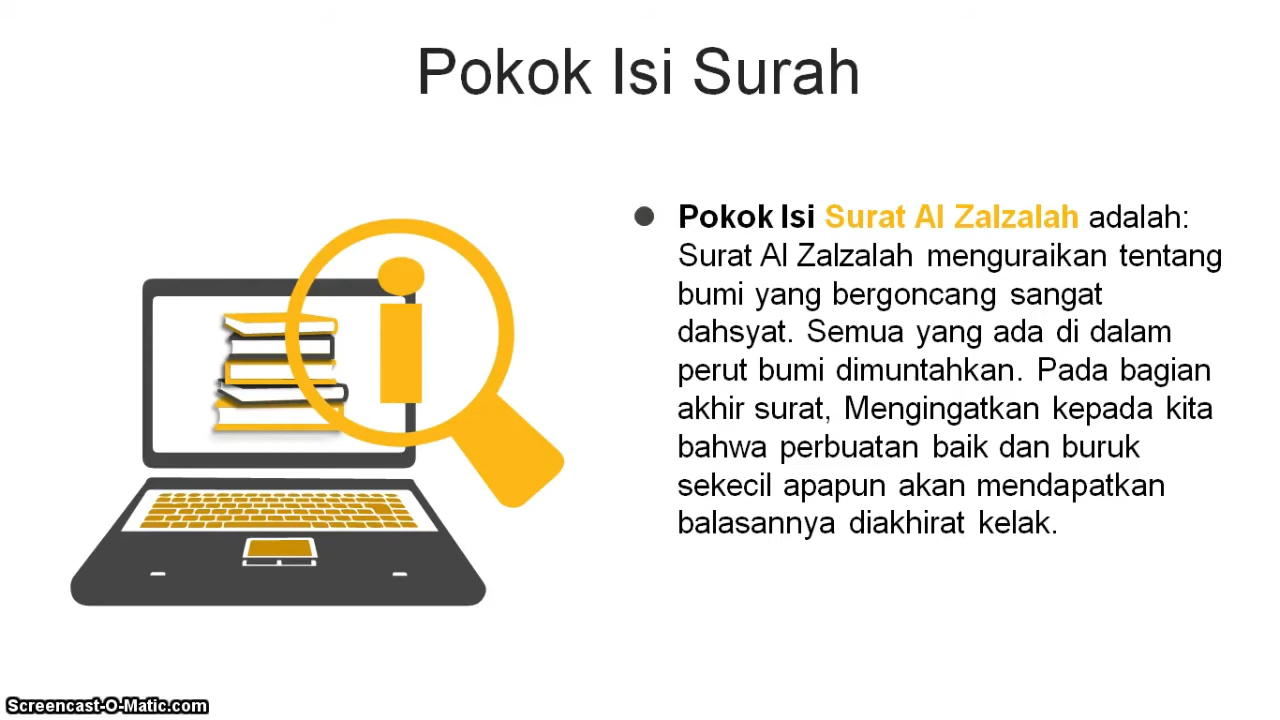 Pokok Isi Surah
Pokok Isi Surat Al Zalzalah adalah:
Surat Al Zalzalah menguraikan tentang
bumi yang bergoncang sangat
dahsyat. Semua yang ada di dalam
perut bumi dimuntahkan. Pada bagian
akhir surat, Mengingatkan kepada kita
bahwa perbuatan baik dan buruk
sekecil apapun akan mendapatkan
balasannya diakhirat kelak.
Screencast-O-Matic.com